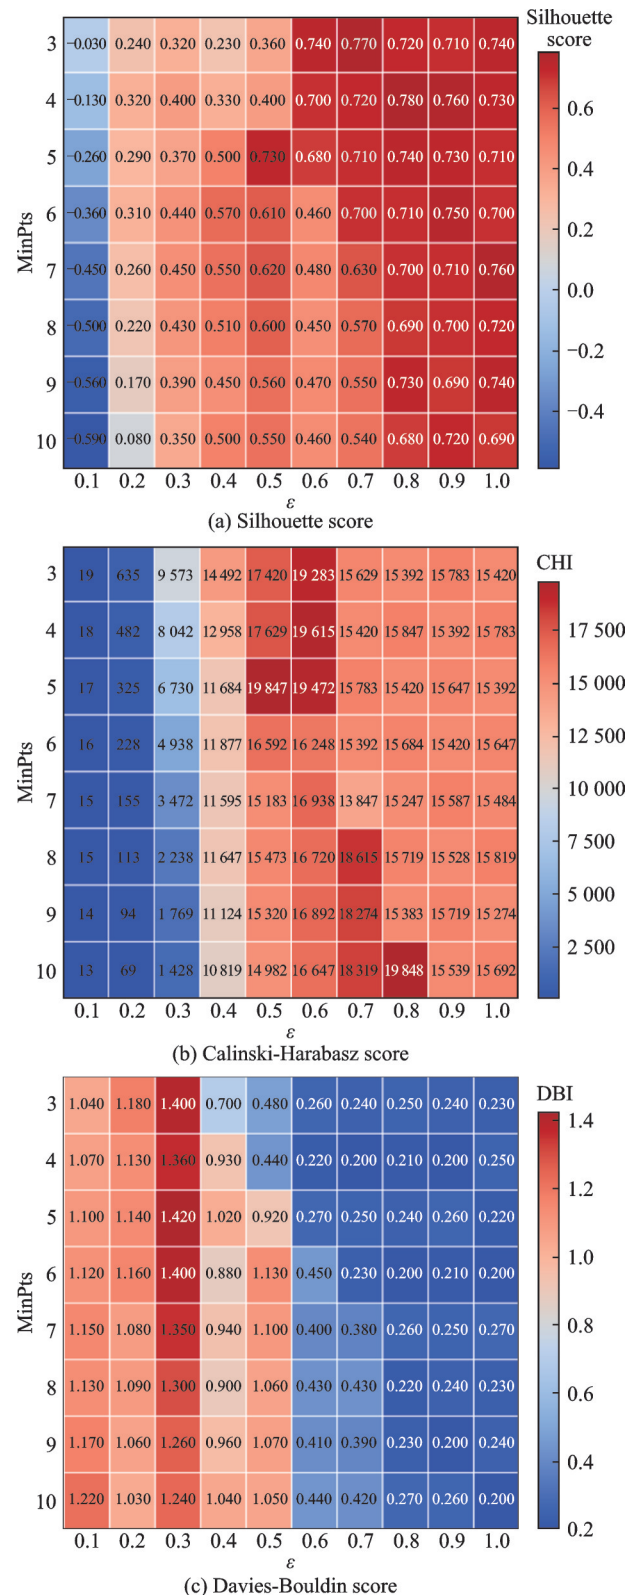 Silhouette
score
3 −0.030 0.240 0.320 0.230 0.360 0.740 0.770 0.720 0.710 0.740
4 −0.130 0.320 0.400 0.330 0.400 0.700 0.720 0.780 0.760 0.730
0.6
5 −0.260 0.290 0.370 0.500 0.730 0.680 0.710 0.740 0.730 0.710
0.4
6 −0.360 0.310 0.440 0.570 0.610 0.460 0.700 0.710 0.750 0.700
0.2
MinPts
7 −0.450 0.260 0.450 0.550 0.620 0.480 0.630 0.700 0.710 0.760
0.0
8 −0.500 0.220 0.430 0.510 0.600 0.450 0.570 0.690 0.700 0.720
−0.2
9 −0.560 0.170 0.390 0.450 0.560 0.470 0.550 0.730 0.690 0.740
−0.4
10 −0.590 0.080 0.350 0.500 0.550 0.460 0.540 0.680 0.720 0.690
0.1 0.2 0.3 0.4 0.5 0.6 0.7 0.8 0.9 1.0
ε
(a) Silhouette score
CHI
3 19 635 9 573 14 492 17 420 19 283 15 629 15 392 15 783 15 420
4 18 482 8 042 12 958 17 629 19 615 15 420 15 847 15 392 15 783
17 500
5 17 325 6 730 11 684 19 847 19 472 15 783 15 420 15 647 15 392
15 000
6 16 228 4 938 11 877 16 592 16 248 15 392 15 684 15 420 15 647
12 500
MinPts
10 000
7 15 155 3 472 11 595 15 183 16 938 13 847 15 247 15 587 15 484
7 500
8 15 113 2 238 11 647 15 473 16 720 18 615 15 719 15 528 15 819
5 000
9 14 94 1 769 11 124 15 320 16 892 18 274 15 383 15 719 15 274
2 500
10 13 69 1 428 10 819 14 982 16 647 18 319 19 848 15 539 15 692
0.1 0.2 0.3 0.4 0.5 0.6 0.7 0.8 0.9 1.0
ε
(b) Calinski-Harabasz score
DBI
3 1.040 1.180 1.400 0.700 0.480 0.260 0.240 0.250 0.240 0.230
1.4
4 1.070 1.130 1.360 0.930 0.440 0.220 0.200 0.210 0.200 0.250
1.2
5 1.100 1.140 1.420 1.020 0.920 0.270 0.250 0.240 0.260 0.220
1.0
6 1.120 1.160 1.400 0.880 1.130 0.450 0.230 0.200 0.210 0.200
MinPts
0.8
7 1.150 1.080 1.350 0.940 1.100 0.400 0.380 0.260 0.250 0.270
0.6
8 1.130 1.090 1.300 0.900 1.060 0.430 0.430 0.220 0.240 0.230
0.4
9 1.170 1.060 1.260 0.960 1.070 0.410 0.390 0.230 0.200 0.240
10 1.220 1.030 1.240 1.040 1.050 0.440 0.420 0.270 0.260 0.200
0.2
0.1 0.2 0.3 0.4 0.5 0.6 0.7 0.8 0.9 1.0
ε
(c) Davies-Bouldin score